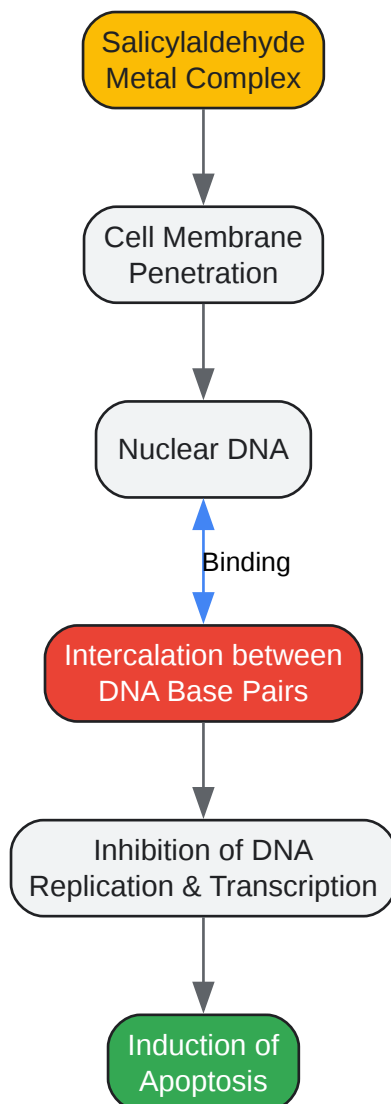 Salicylaldehyde
Metal Complex
Cell Membrane
Penetration
Nuclear DNA
Binding
Intercalation between
DNA Base Pairs
Inhibition of DNA
Replication & Transcription
Induction of
Apoptosis